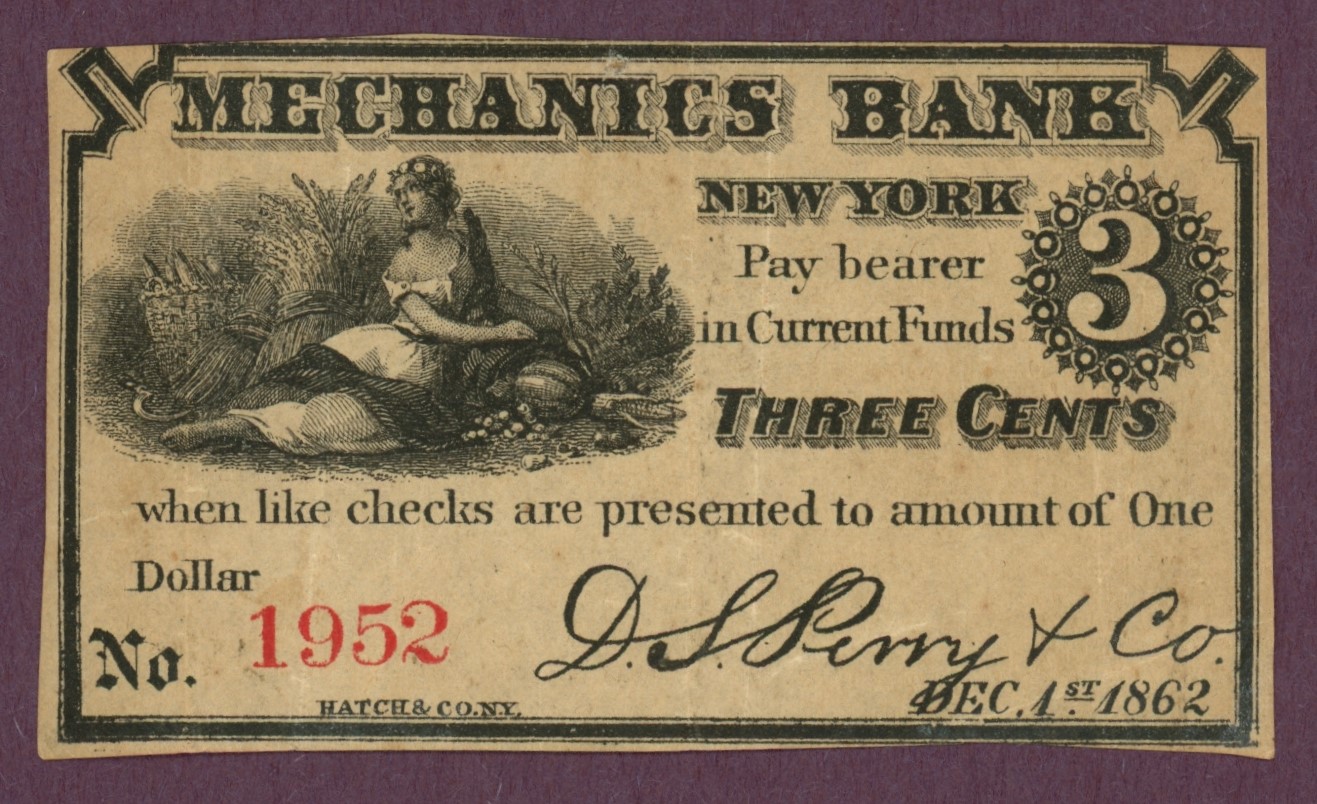 MECHANICS BANK
NEW YORK
3
Pay bearer
in Current Funds
THREE CENTS
when like checks are presented to amount of One
Dollar
No. 1952
D. S. Perry & Co.
HATCH & CO. N.Y.
DEC. 1ST. 1862